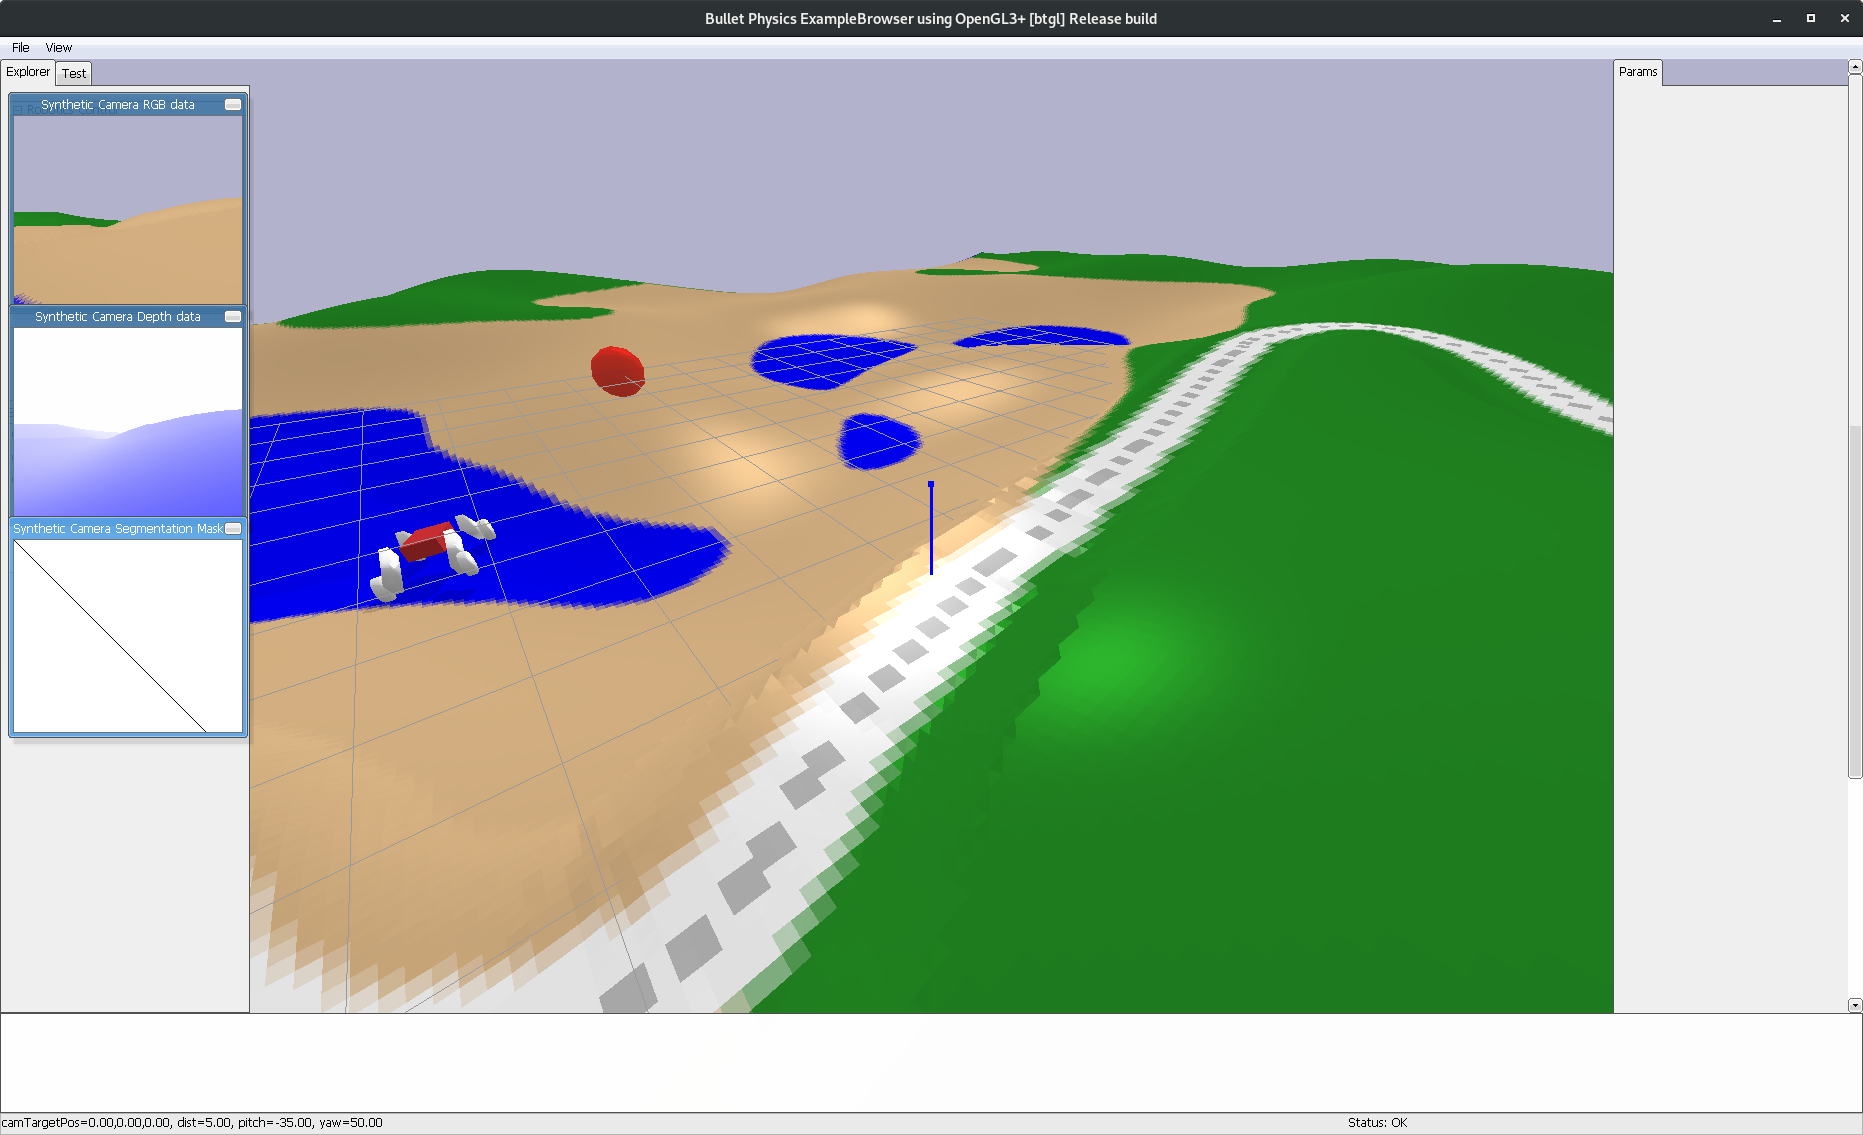 Bullet Physics ExampleBrowser using OpenGL3+ [btgl] Release build
File View
Explorer Test
Params
Synthetic Camera RGB data
Synthetic Camera Depth data
Synthetic Camera Segmentation Mask
camTargetPos=0.00,0.00,0.00, dist=5.00, pitch=-35.00, yaw=50.00
Status: OK